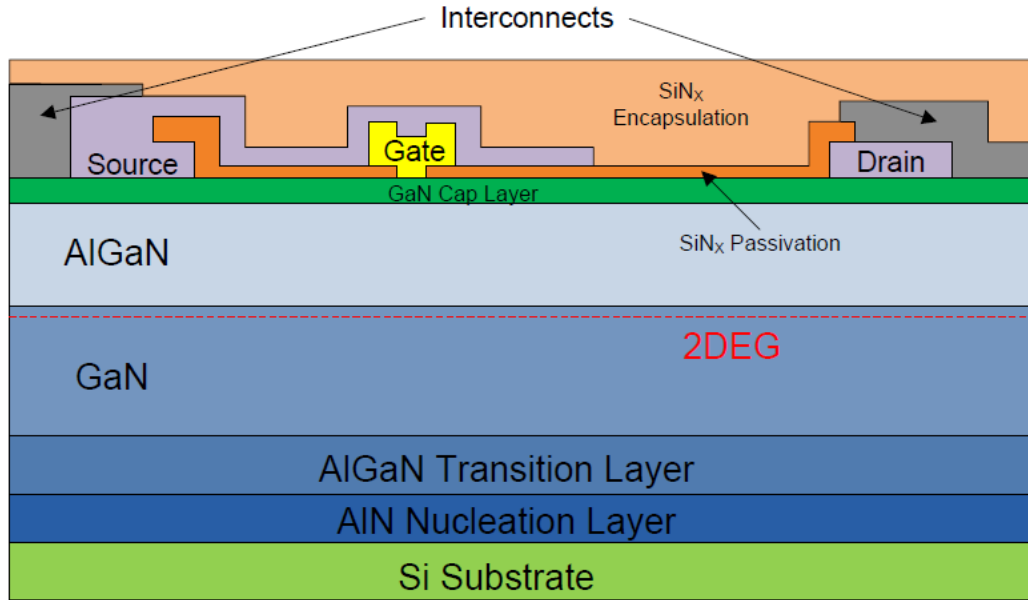 Interconnects
SiNX
Encapsulation
Gate
Source
Drain
GaN Cap Layer
SiNX Passivation
AlGaN
2DEG
GaN
AlGaN Transition Layer
AlN Nucleation Layer
Si Substrate